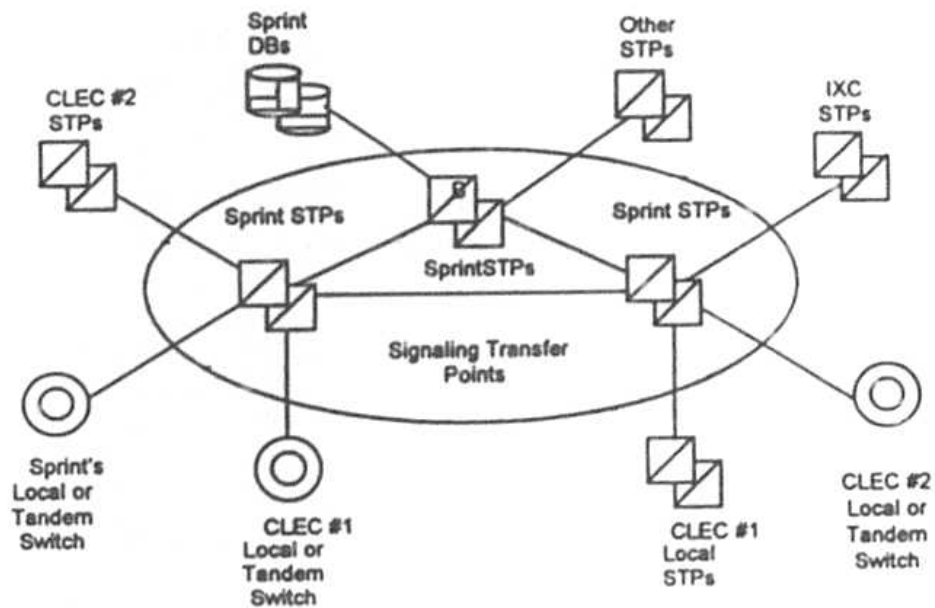 Sprint
DBs
Other
STPs
CLEC #2
STPs
IXC
STPs
S
Sprint STPs
Sprint STPs
SprintSTPs
Signaling Transfer
Points
Sprint's
Local or
Tandem
Switch
CLEC #1
Local or
Tandem
Switch
CLEC #1
Local
STPs
CLEC #2
Local or
Tandem
Switch